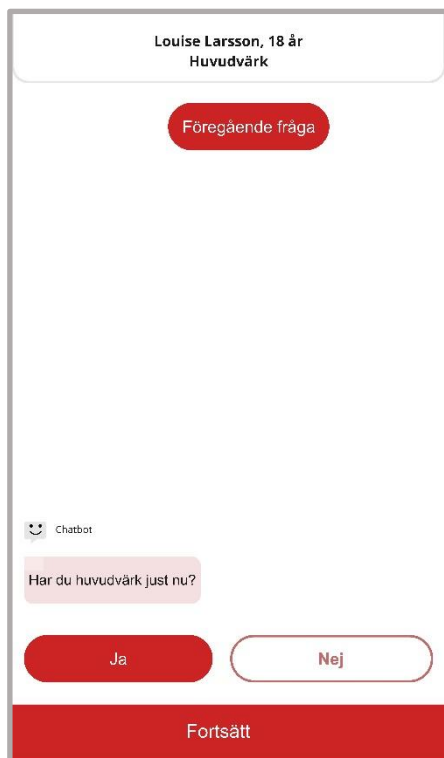 Louise Larsson, 18 år
Huvudvärk
Föregående fråga
Chatbot
Har du huvudvärk just nu?
Ja
Nej
Fortsätt